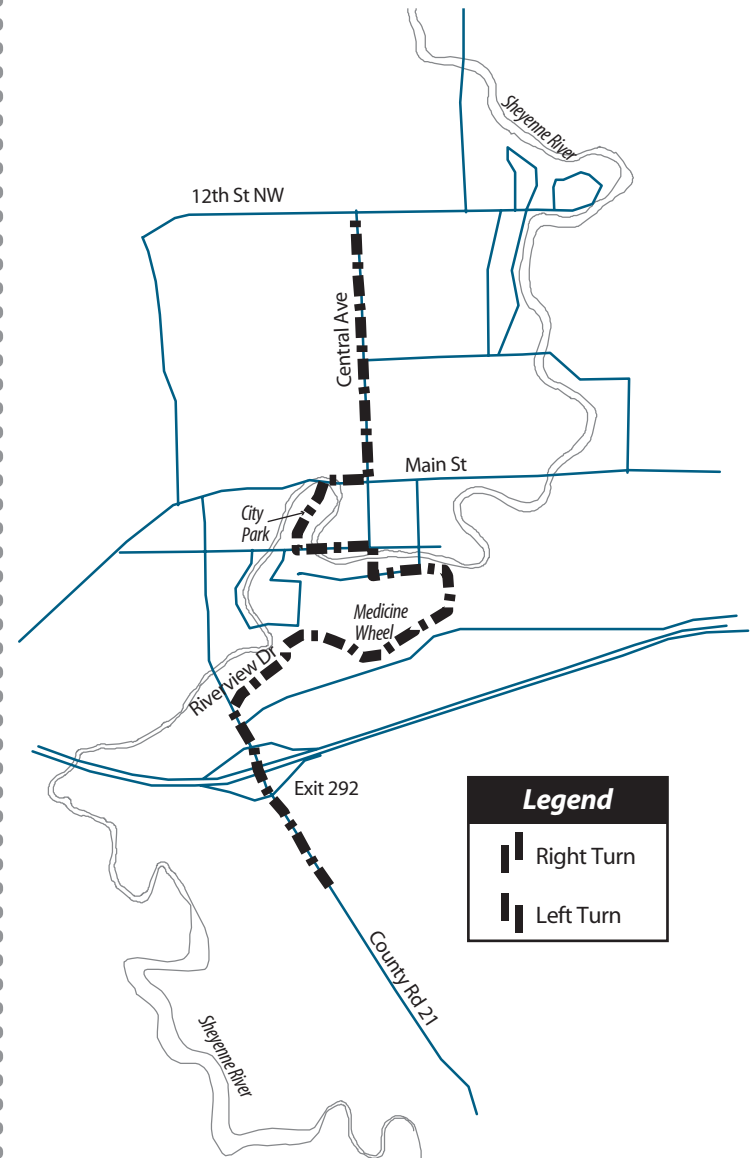 Sheyenne River
12th St NW
Central Ave
Main St
City
Park
Medicine
Wheel
Riverview Dr
Exit 292
Legend
Right Turn
Left Turn
County Rd 21
Sheyenne River